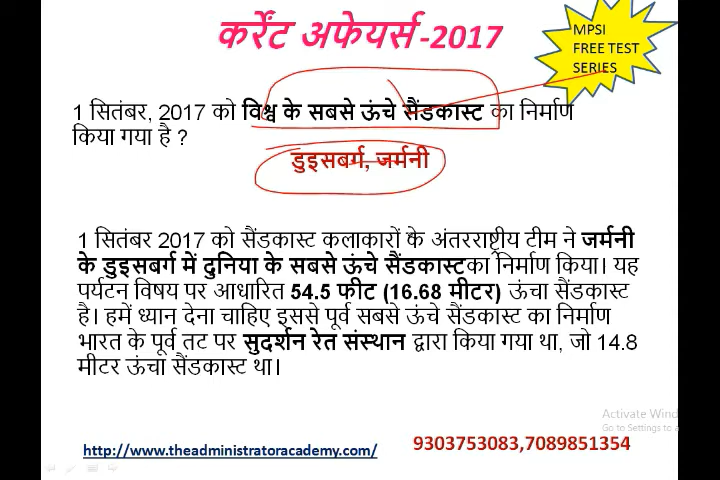 करेंट अफेयर्स-2017
MPSI
FREE TEST
SERIES
1 सितंबर, 2017 को विश्व के सबसे ऊंचे सैंडकास्ट का निर्माण
किया गया है ?
डुइसबर्ग, जर्मनी
1 सितंबर 2017 को सैंडकास्ट कलाकारों के अंतरराष्ट्रीय टीम ने जर्मनी
के डुइसबर्ग में दुनिया के सबसे ऊंचे सैंडकास्टका निर्माण किया। यह
पर्यटन विषय पर आधारित 54.5 फीट (16.68 मीटर) ऊंचा सैंडकास्ट
है। हमें ध्यान देना चाहिए इससे पूर्व सबसे ऊंचे सैंडकास्ट का निर्माण
भारत के पूर्व तट पर सुदर्शन रेत संस्थान द्वारा किया गया था, जो 14.8
मीटर ऊंचा सैंडकास्ट था।
Activate Wind
Go to Settings to a
http://www.theadministratoracademy.com/
9303753083,7089851354